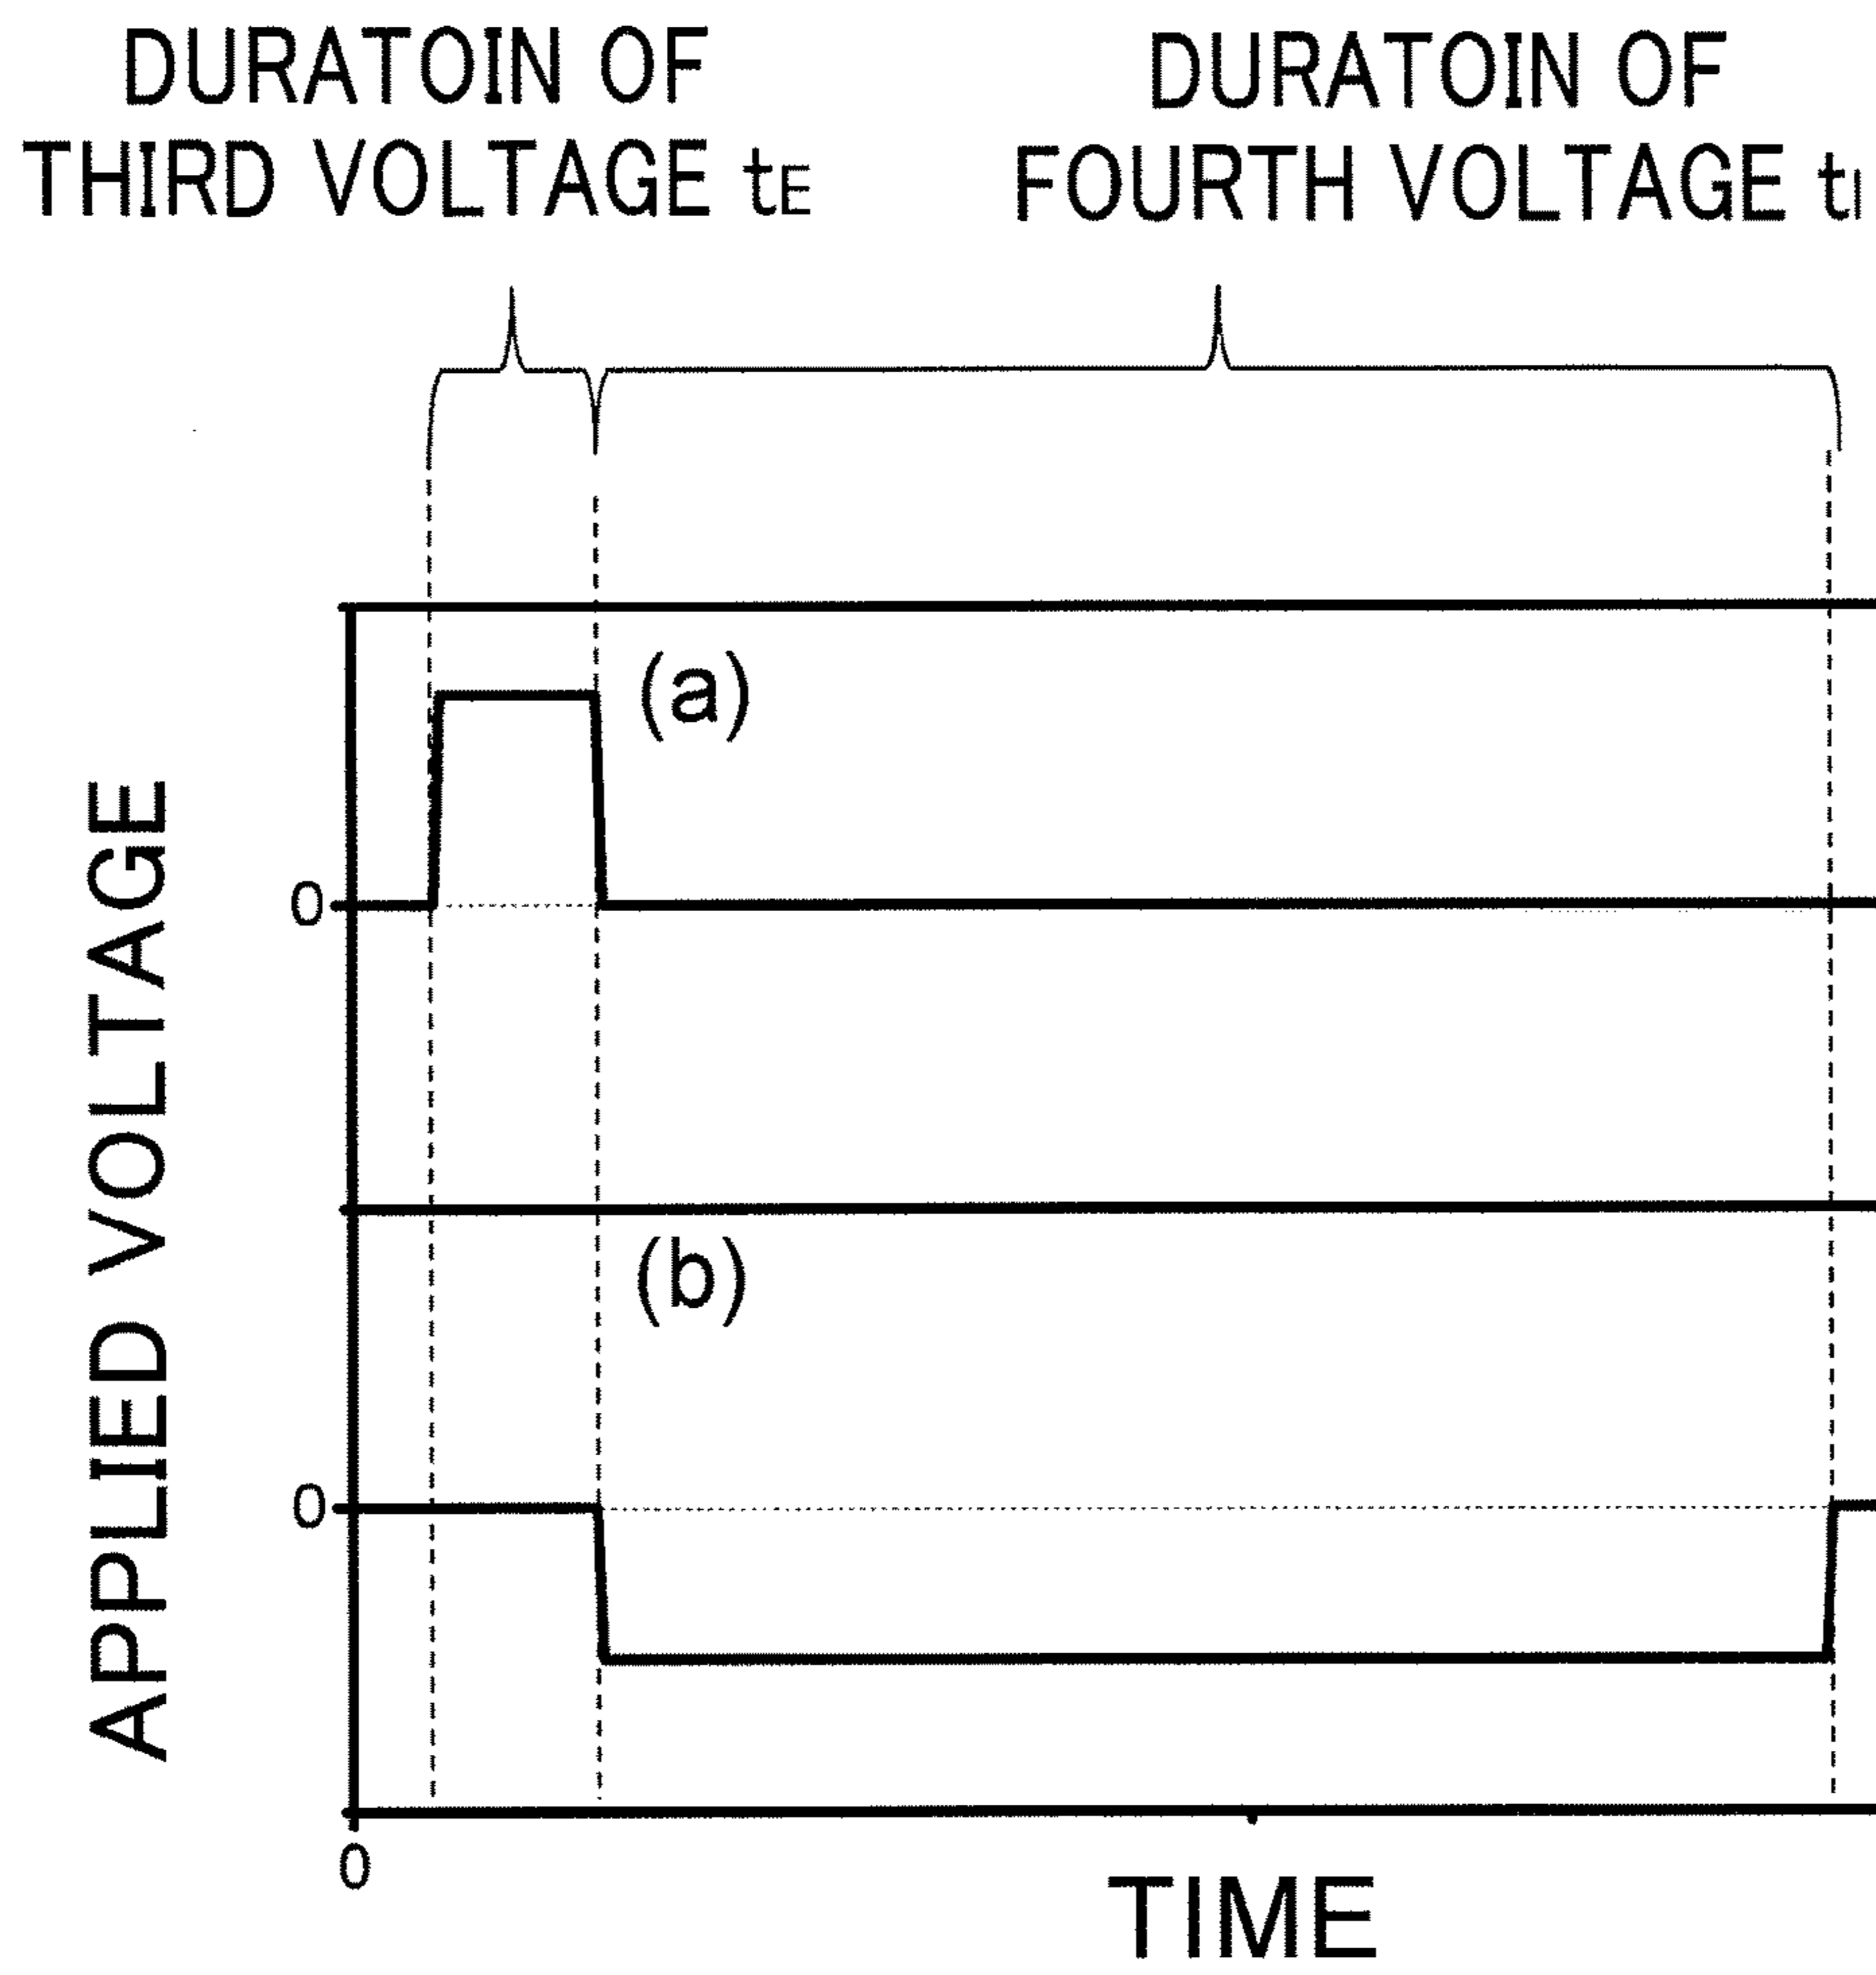 DURATOIN OF
THIRD VOLTAGE tE
DURATOIN OF
FOURTH VOLTAGE tI
(a)
0
(b)
0
0
APPLIED VOLTAGE
TIME